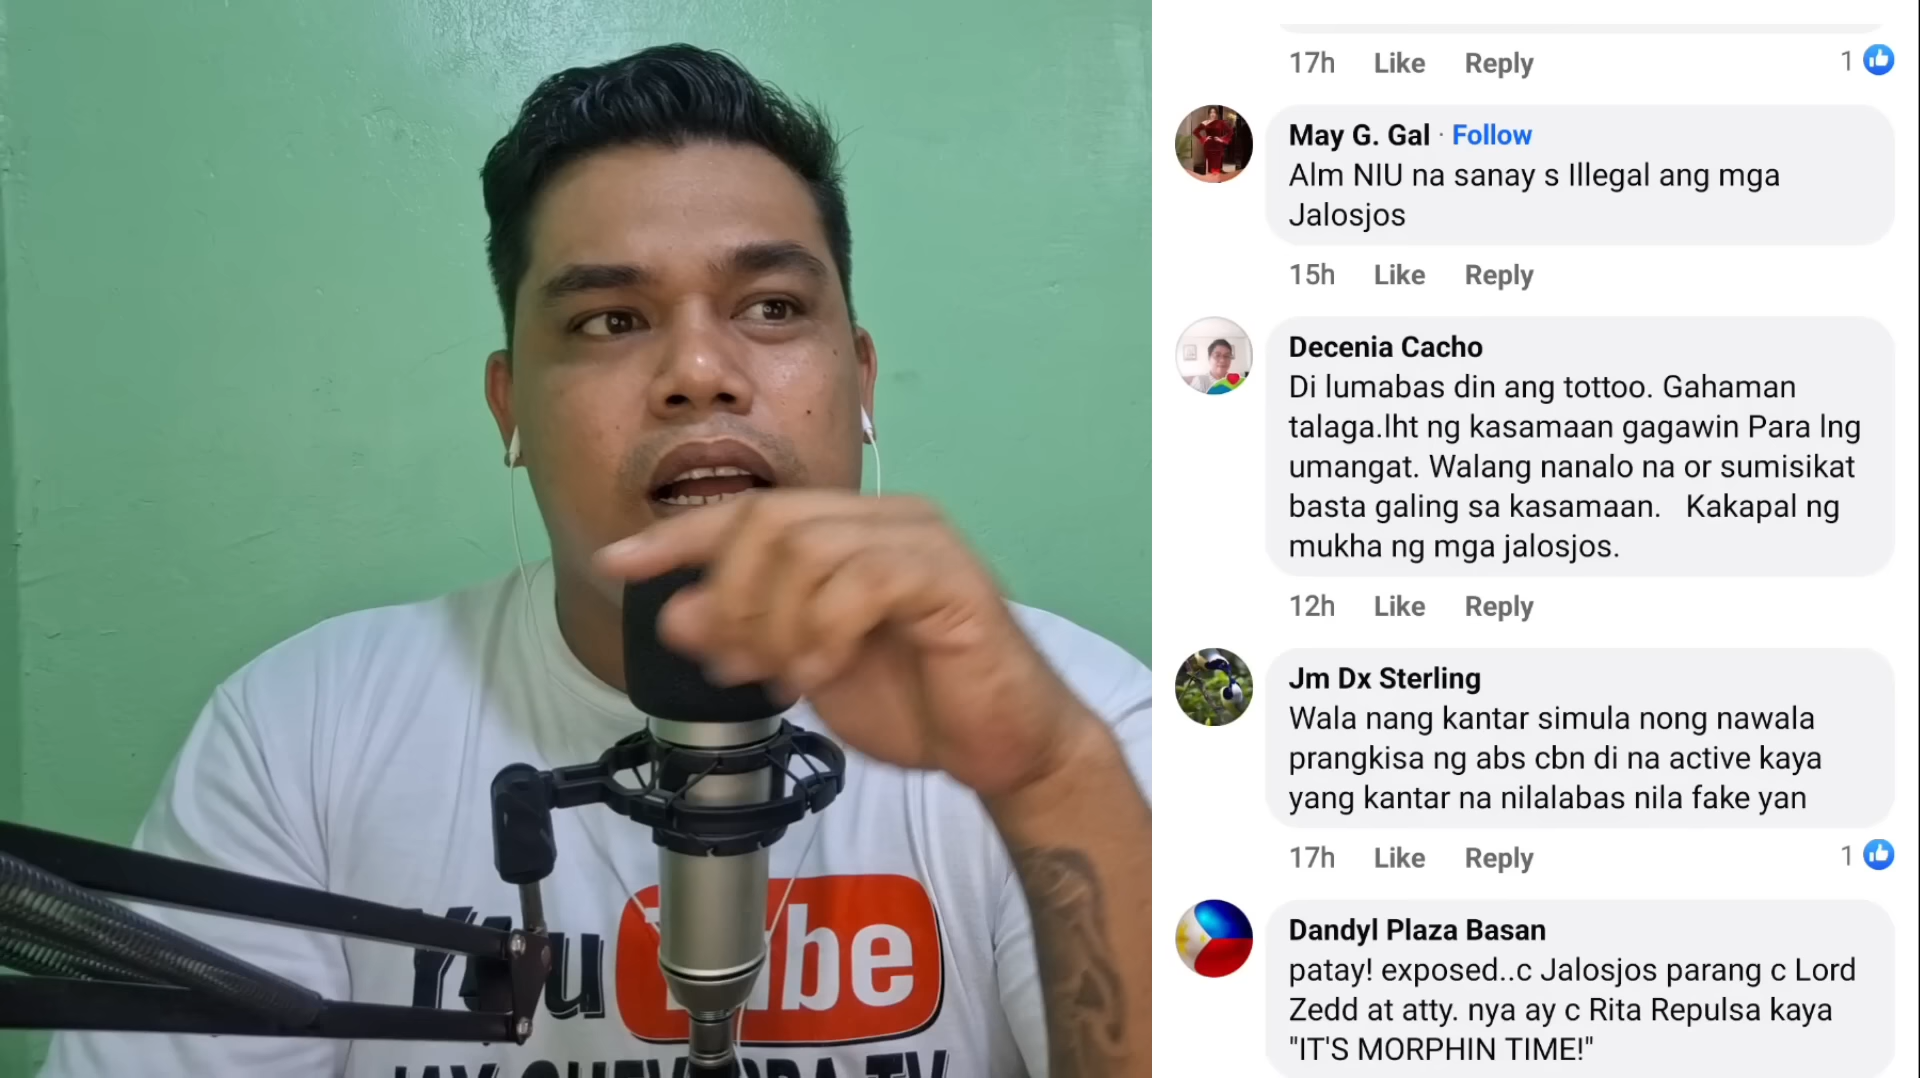 17h Like Reply 1
May G. Gal · Follow
Alm NIU na sanay s Illegal ang mga
Jalosjos
15h Like Reply
Decenia Cacho
Di lumabas din ang tottoo. Gahaman
talaga.lht ng kasamaan gagawin Para lng
umangat. Walang nanalo na or sumisikat
basta galing sa kasamaan. Kakapal ng
mukha ng mga jalosjos.
12h Like Reply
Jm Dx Sterling
Wala nang kantar simula nong nawala
prangkisa ng abs cbn di na active kaya
yang kantar na nilalabas nila fake yan
17h Like Reply 1
Dandyl Plaza Basan
patay! exposed..c Jalosjos parang c Lord
Zedd at atty. nya ay c Rita Repulsa kaya
"IT'S MORPHIN TIME!"
YouTube